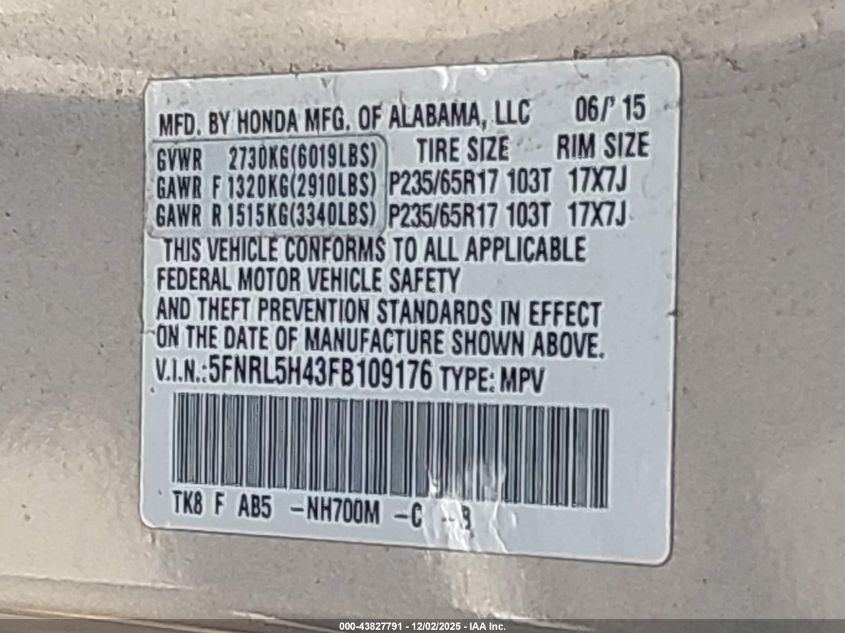 MFD. BY HONDA MFG. OF ALABAMA, LLC 06/'15
GVWR 2730KG(6019LBS) TIRE SIZE RIM SIZE
GAWR F 1320KG(2910LBS) P235/65R17 103T 17X7J
GAWR R 1515KG(3340LBS) P235/65R17 103T 17X7J
THIS VEHICLE CONFORMS TO ALL APPLICABLE
FEDERAL MOTOR VEHICLE SAFETY
AND THEFT PREVENTION STANDARDS IN EFFECT
ON THE DATE OF MANUFACTURE SHOWN ABOVE.
V.I.N.:5FNRL5H43FB109176 TYPE: MPV
TK8 F AB5 -NH700M -C -B
000-43827791 - 12/02/2025 - IAA Inc.